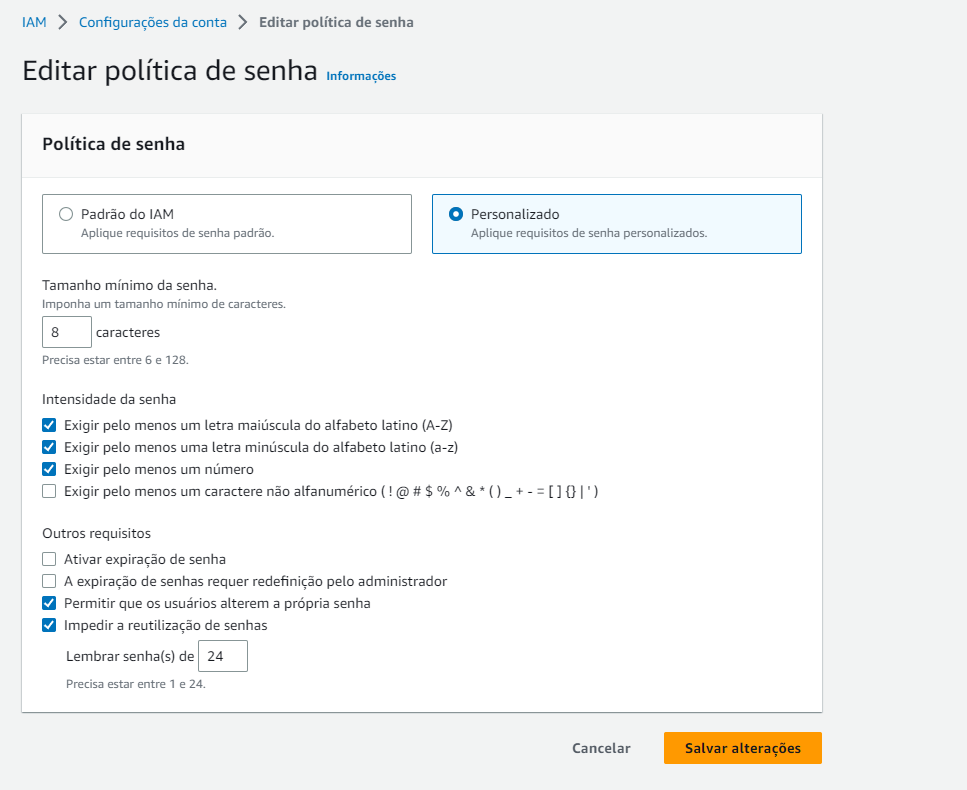 IAM > Configurações da conta > Editar política de senha
Editar política de senha Informações
Política de senha
Padrão do IAM
Aplique requisitos de senha padrão.
Personalizado
Aplique requisitos de senha personalizados.
Tamanho mínimo da senha.
Imponha um tamanho mínimo de caracteres.
8 caracteres
Precisa estar entre 6 e 128.
Intensidade da senha
Exigir pelo menos um letra maiúscula do alfabeto latino (A-Z)
Exigir pelo menos uma letra minúscula do alfabeto latino (a-z)
Exigir pelo menos um número
Exigir pelo menos um caractere não alfanumérico ( ! @ # $ % ^ & * ( ) _ + - = [ ] {} | ' )
Outros requisitos
Ativar expiração de senha
A expiração de senhas requer redefinição pelo administrador
Permitir que os usuários alterem a própria senha
Impedir a reutilização de senhas
Lembrar senha(s) de 24
Precisa estar entre 1 e 24.
Cancelar Salvar alterações